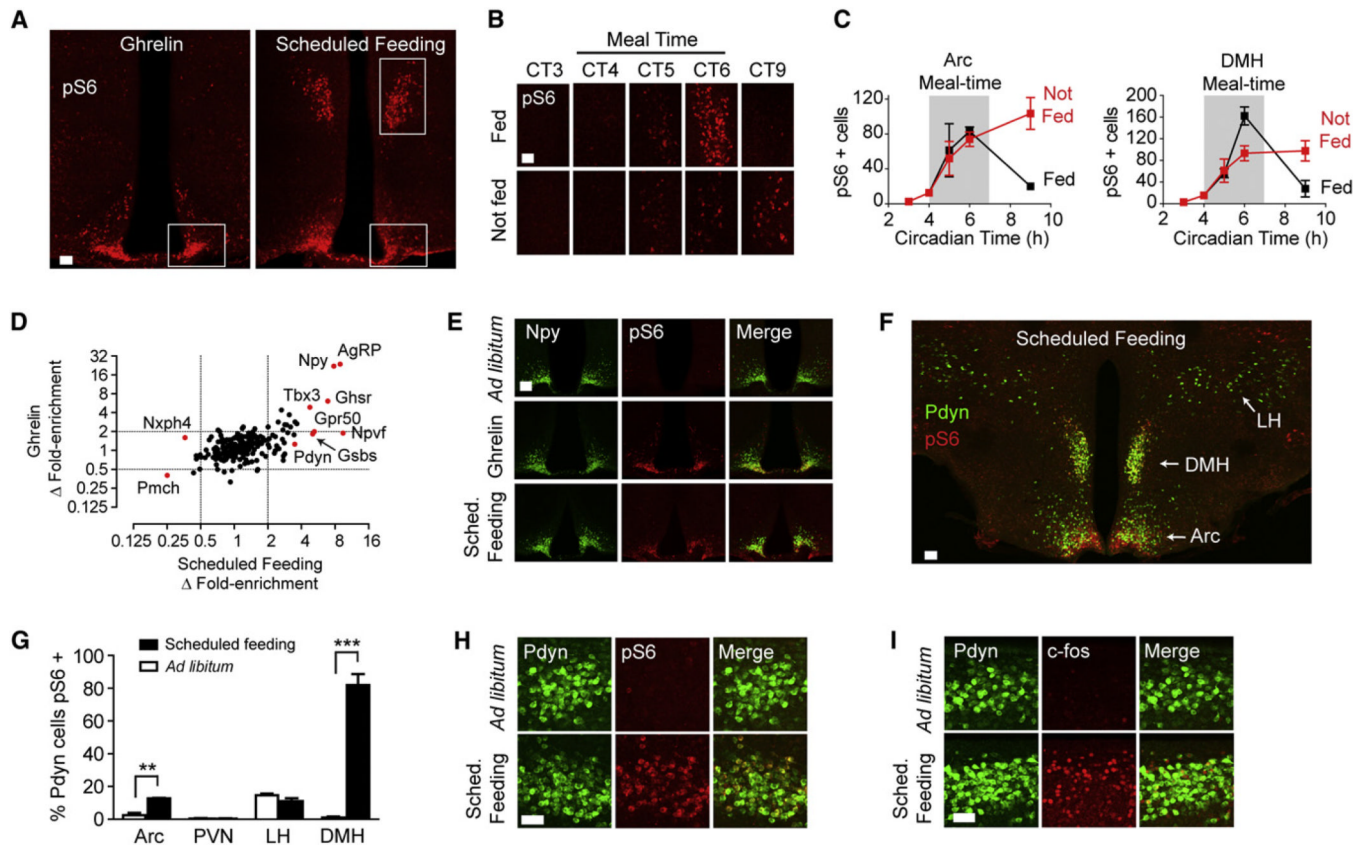 A
Ghrelin
Scheduled Feeding
pS6
B
Meal Time
CT3 CT4 CT5 CT6 CT9
pS6
Fed
Not fed
C
Arc
Meal-time
Not
Fed
Fed
pS6 + cells
120
80
40
0
2 4 6 8 10
Circadian Time (h)
DMH
Meal-time
Not
Fed
Fed
pS6 + cells
200
160
120
80
40
0
2 4 6 8 10
Circadian Time (h)
D
Ghrelin
Δ Fold-enrichment
32
16
8
4
2
1
0.5
0.25
0.125
Npy
AgRP
Tbx3
Ghsr
Gpr50
Nxph4
Npvf
Pdyn
Gsbs
Pmch
0.125 0.25 0.5 1 2 4 8 16
Scheduled Feeding
Δ Fold-enrichment
E
Npy pS6 Merge
Ad libitum
Ghrelin
Sched.
Feeding
F
Scheduled Feeding
Pdyn
pS6
LH
DMH
Arc
G
Scheduled feeding
Ad libitum
% Pdyn cells pS6 +
100
80
60
40
20
0
**
***
Arc PVN LH DMH
H
Pdyn pS6 Merge
Ad libitum
Sched.
Feeding
I
Pdyn c-fos Merge
Ad libitum
Sched.
Feeding